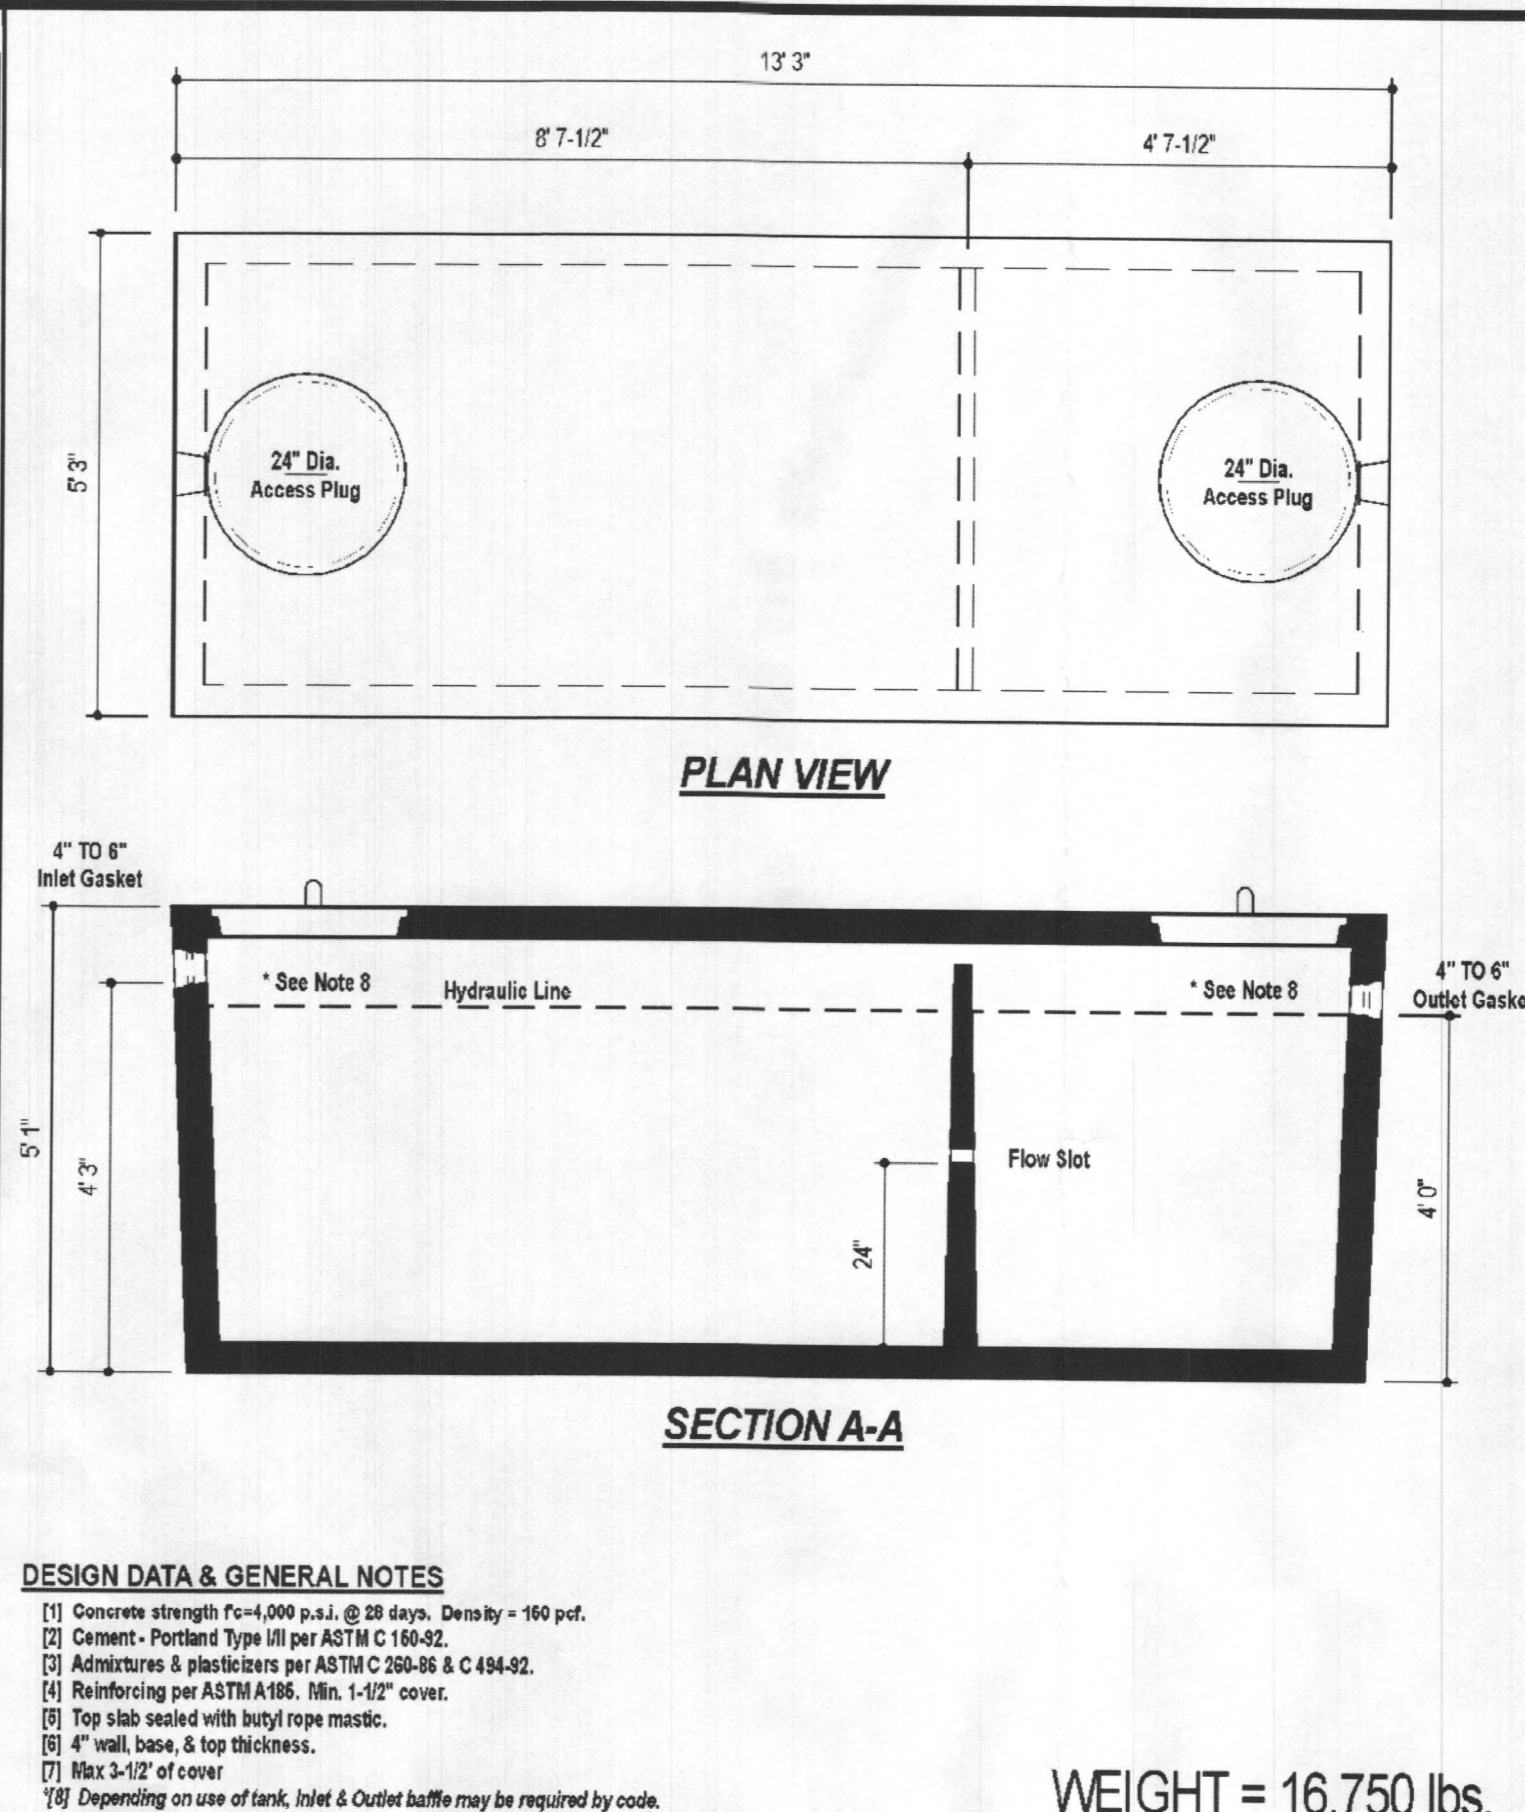 13' 3"
8' 7-1/2"
4' 7-1/2"
5' 3"
24" Dia.
Access Plug
24" Dia.
Access Plug
PLAN VIEW
4" TO 6"
Inlet Gasket
* See Note 8
Hydraulic Line
* See Note 8
4" TO 6"
Outlet Gaske
5' 1"
4' 3"
Flow Slot
24"
4' 0"
SECTION A-A
DESIGN DATA & GENERAL NOTES
[1] Concrete strength f'c=4,000 p.s.i. @ 28 days. Density = 150 pcf.
[2] Cement - Portland Type I/II per ASTM C 150-92.
[3] Admixtures & plasticizers per ASTM C 260-86 & C 494-92.
[4] Reinforcing per ASTM A185. Min. 1-1/2" cover.
[5] Top slab sealed with butyl rope mastic.
[6] 4" wall, base, & top thickness.
[7] Max 3-1/2' of cover
*[8] Depending on use of tank, Inlet & Outlet baffle may be required by code.
WEIGHT = 16,750 lbs.